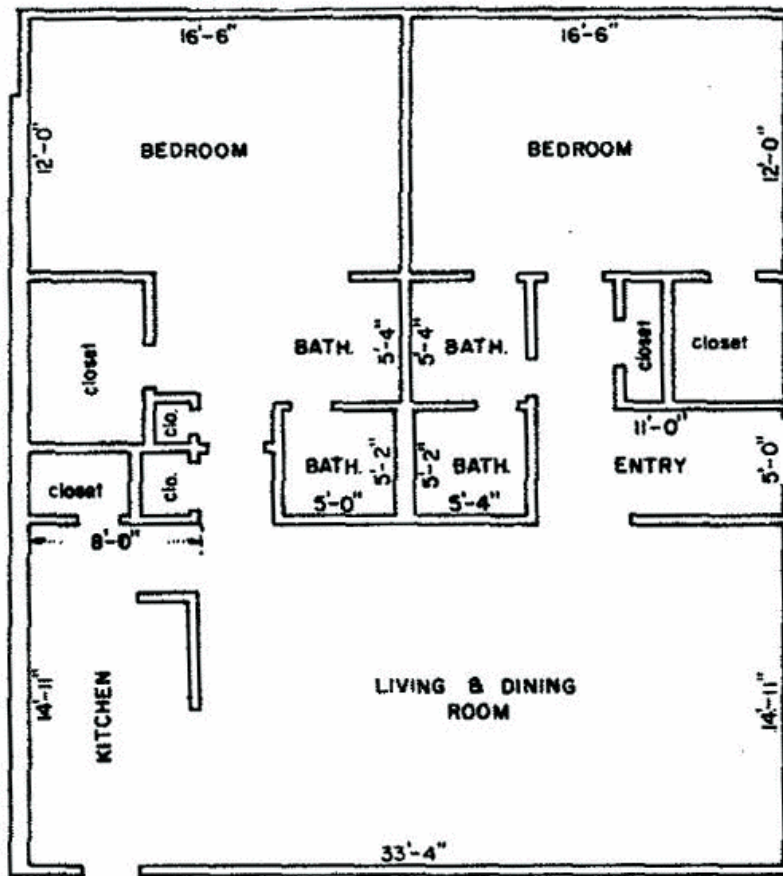 16'-6" 16'-6"
12'-0" BEDROOM BEDROOM 12'-0"
closet BATH. 5'-4" 5'-4" BATH. closet closet
clo. 11'-0"
closet clo. BATH. 5'-2" 5'-2" BATH. ENTRY 5'-0"
5'-0" 5'-4"
8'-0"
14'-11" KITCHEN LIVING & DINING 14'-11"
ROOM
33'-4"